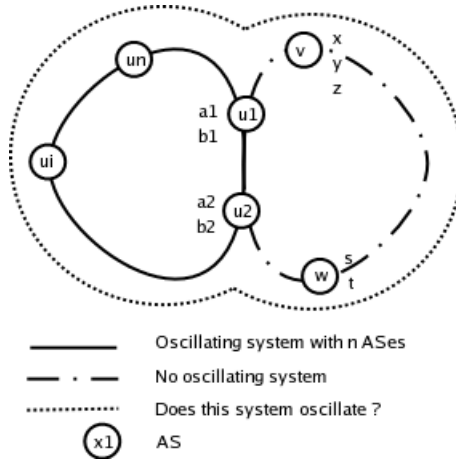 un
v
x
y
z
a1
b1
u1
ui
a2
b2
u2
w
s
t
Oscillating system with n ASes
No oscillating system
Does this system oscillate ?
x1
AS